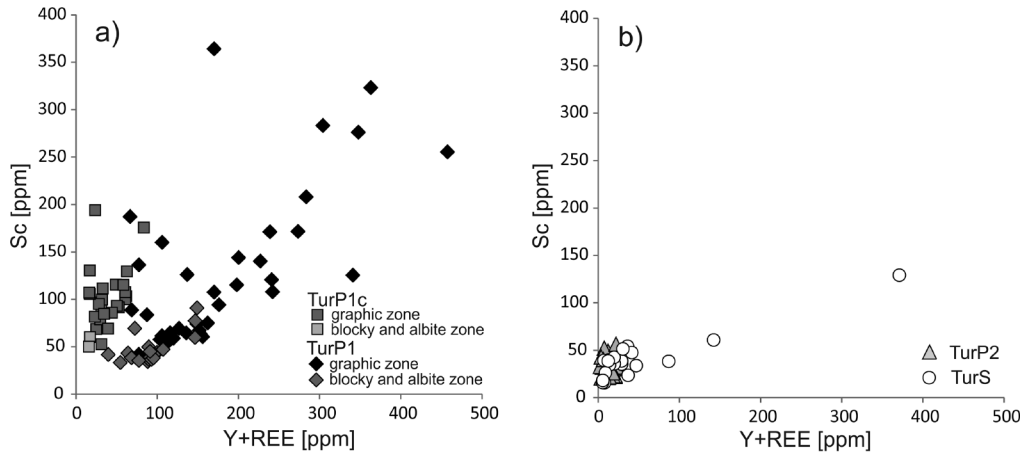 a)
400
350
300
250
200
150
100
50
0
Sc [ppm]
0 100 200 300 400 500
Y+REE [ppm]
TurP1c
graphic zone
blocky and albite zone
TurP1
graphic zone
blocky and albite zone
b)
400
350
300
250
200
150
100
50
0
Sc [ppm]
0 100 200 300 400 500
Y+REE [ppm]
TurP2
TurS